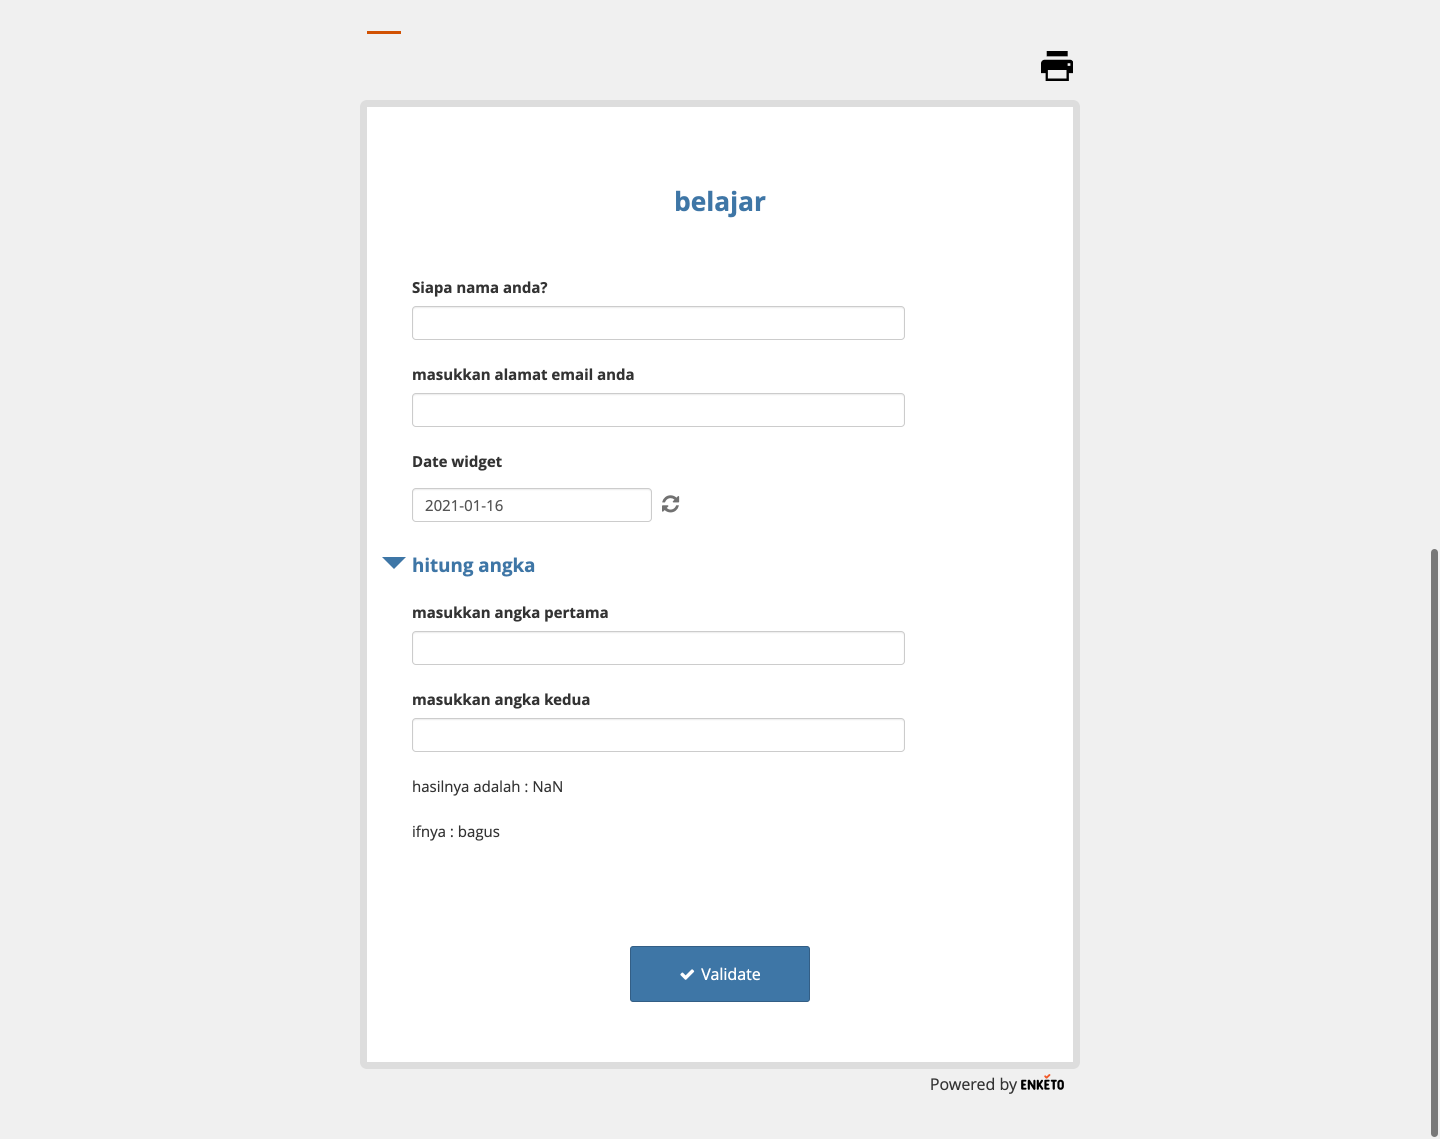 belajar
Siapa nama anda?
masukkan alamat email anda
Date widget
2021-01-16
hitung angka
masukkan angka pertama
masukkan angka kedua
hasilnya adalah : NaN
ifnya : bagus
Validate
Powered by ENKETO